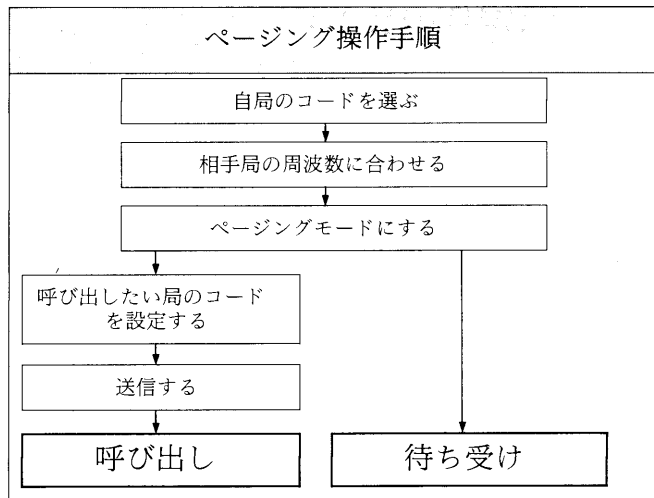 ページング操作手順
自局のコードを選ぶ
相手局の周波数に合わせる
ページングモードにする
呼び出したい局のコード
を設定する
送信する
呼び出し
待ち受け